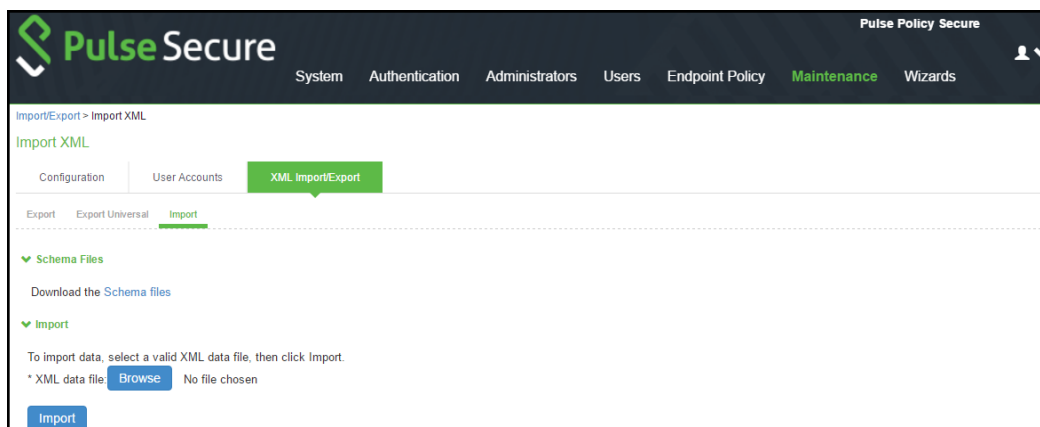 Pulse Policy Secure
Pulse Secure
System Authentication Administrators Users Endpoint Policy Maintenance Wizards
Import/Export > Import XML
Import XML
Configuration User Accounts XML Import/Export
Export Export Universal Import
Schema Files
Download the Schema files
Import
To import data, select a valid XML data file, then click Import.
* XML data file: Browse No file chosen
Import